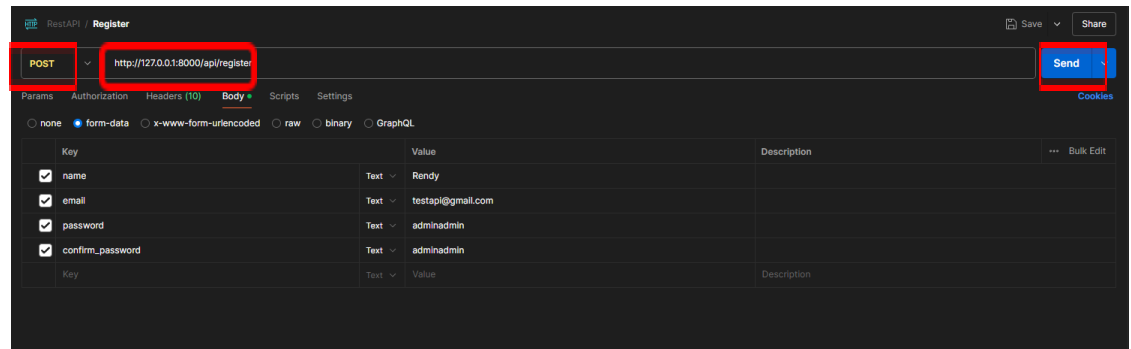 HTTP RestAPI / Register Save Share
POST http://127.0.0.1:8000/api/register Send
Params Authorization Headers (10) Body Scripts Settings Cookies
none form-data x-www-form-urlencoded raw binary GraphQL
Key Value Description ••• Bulk Edit
name Text Rendy
email Text testapi@gmail.com
password Text adminadmin
confirm_password Text adminadmin
Key Text Value Description